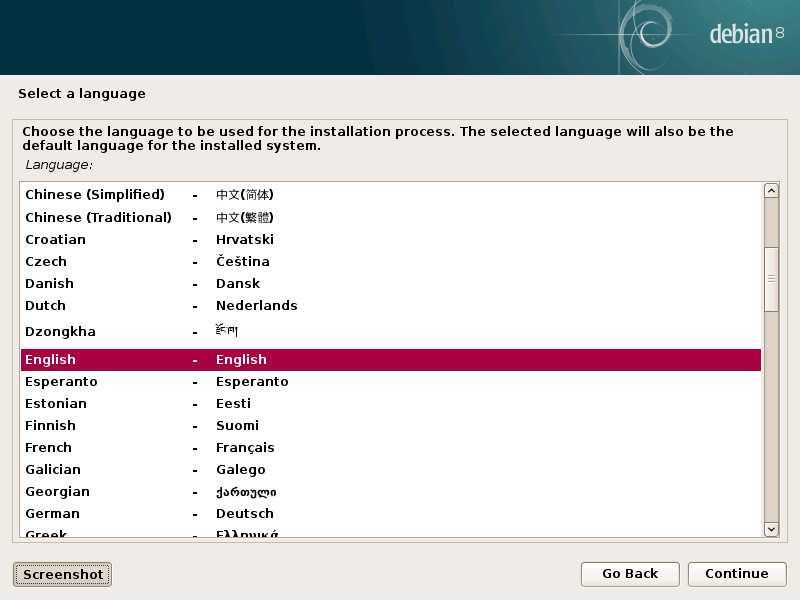 debian 8
Select a language
Choose the language to be used for the installation process. The selected language will also be the
default language for the installed system.
Language:
Chinese (Simplified) - 中文(简体)
Chinese (Traditional) - 中文(繁體)
Croatian - Hrvatski
Czech - Čeština
Danish - Dansk
Dutch - Nederlands
Dzongkha - རྫོང་ཁ།
English - English
Esperanto - Esperanto
Estonian - Eesti
Finnish - Suomi
French - Français
Galician - Galego
Georgian - ქართული
German - Deutsch
Greek - Ελληνικά
Screenshot Go Back Continue